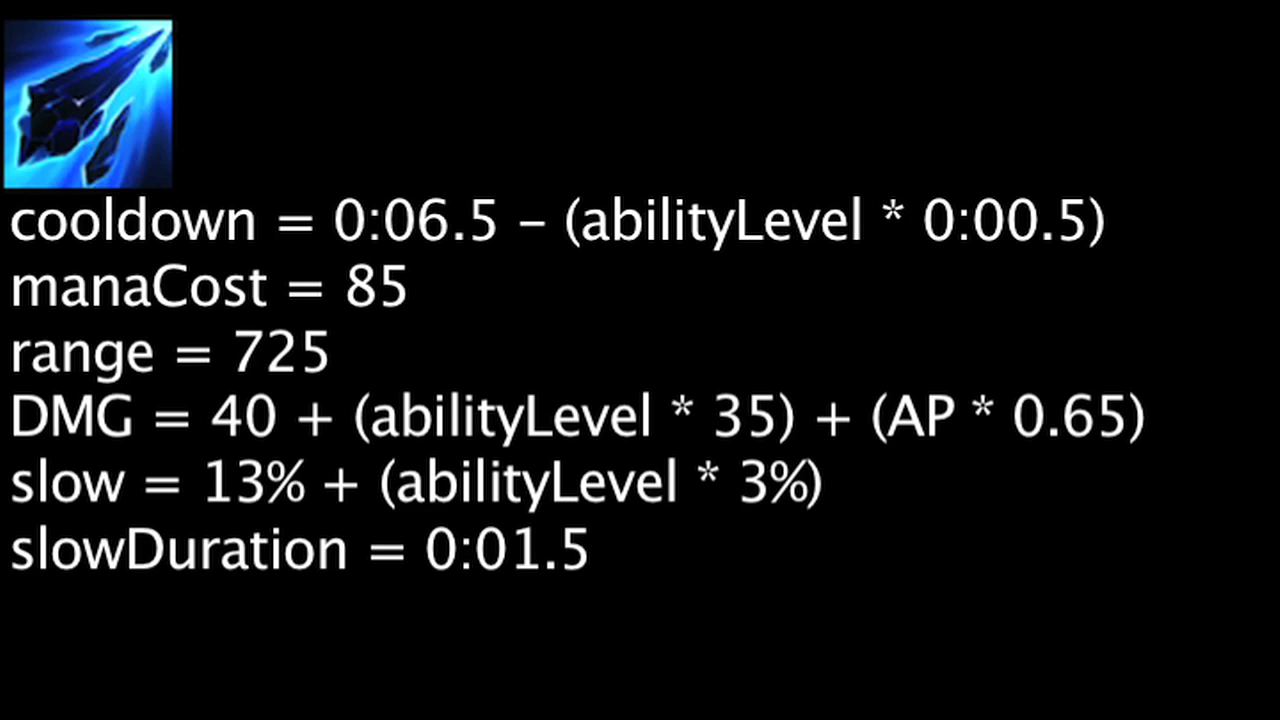 cooldown = 0:06.5 – (abilityLevel * 0:00.5)
manaCost = 85
range = 725
DMG = 40 + (abilityLevel * 35) + (AP * 0.65)
slow = 13% + (abilityLevel * 3%)
slowDuration = 0:01.5